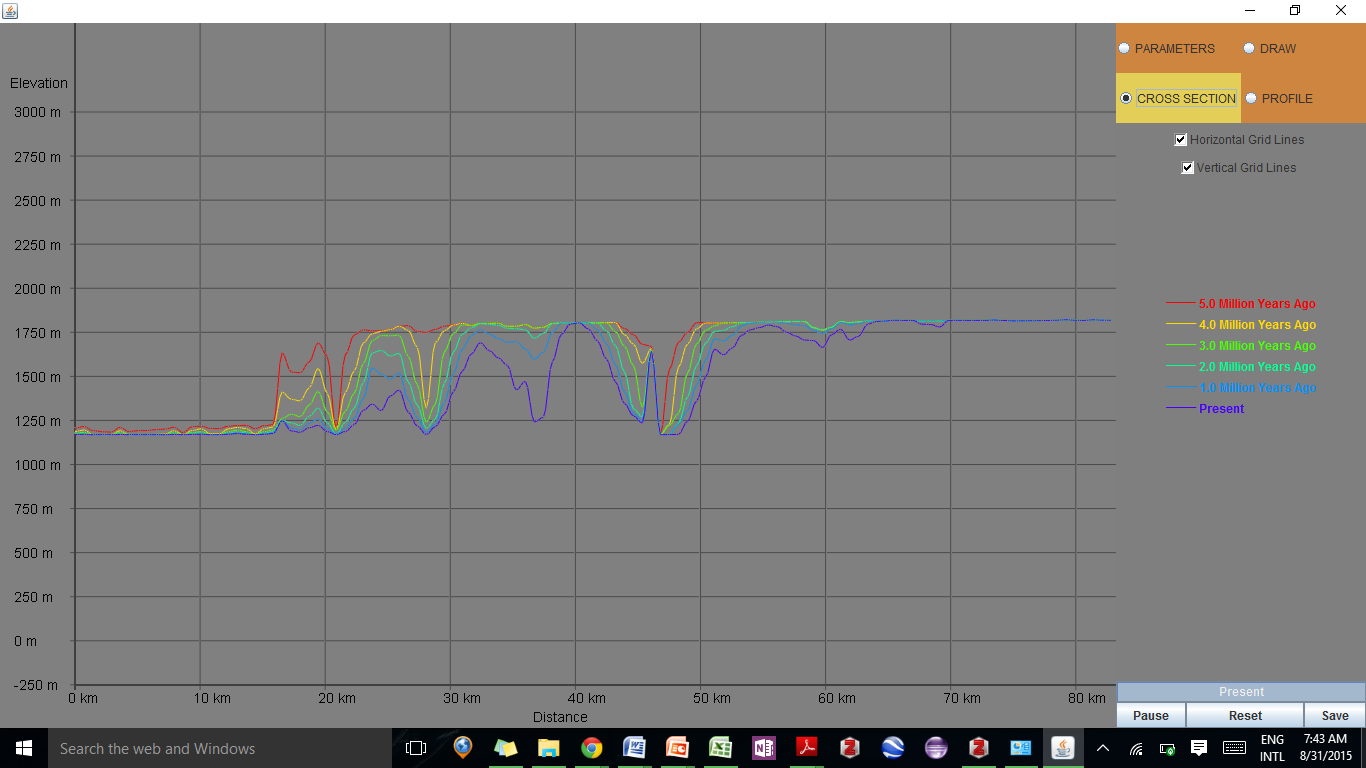 PARAMETERS
DRAW
CROSS SECTION
PROFILE
Horizontal Grid Lines
Vertical Grid Lines
Elevation
3000 m
2750 m
2500 m
2250 m
2000 m
1750 m
1500 m
1250 m
1000 m
750 m
500 m
250 m
0 m
-250 m
0 km
10 km
20 km
30 km
40 km
50 km
60 km
70 km
80 km
Distance
5.0 Million Years Ago
4.0 Million Years Ago
3.0 Million Years Ago
2.0 Million Years Ago
1.0 Million Years Ago
Present
Present
Pause
Reset
Save
Search the web and Windows
ENG
INTL
7:43 AM
8/31/2015